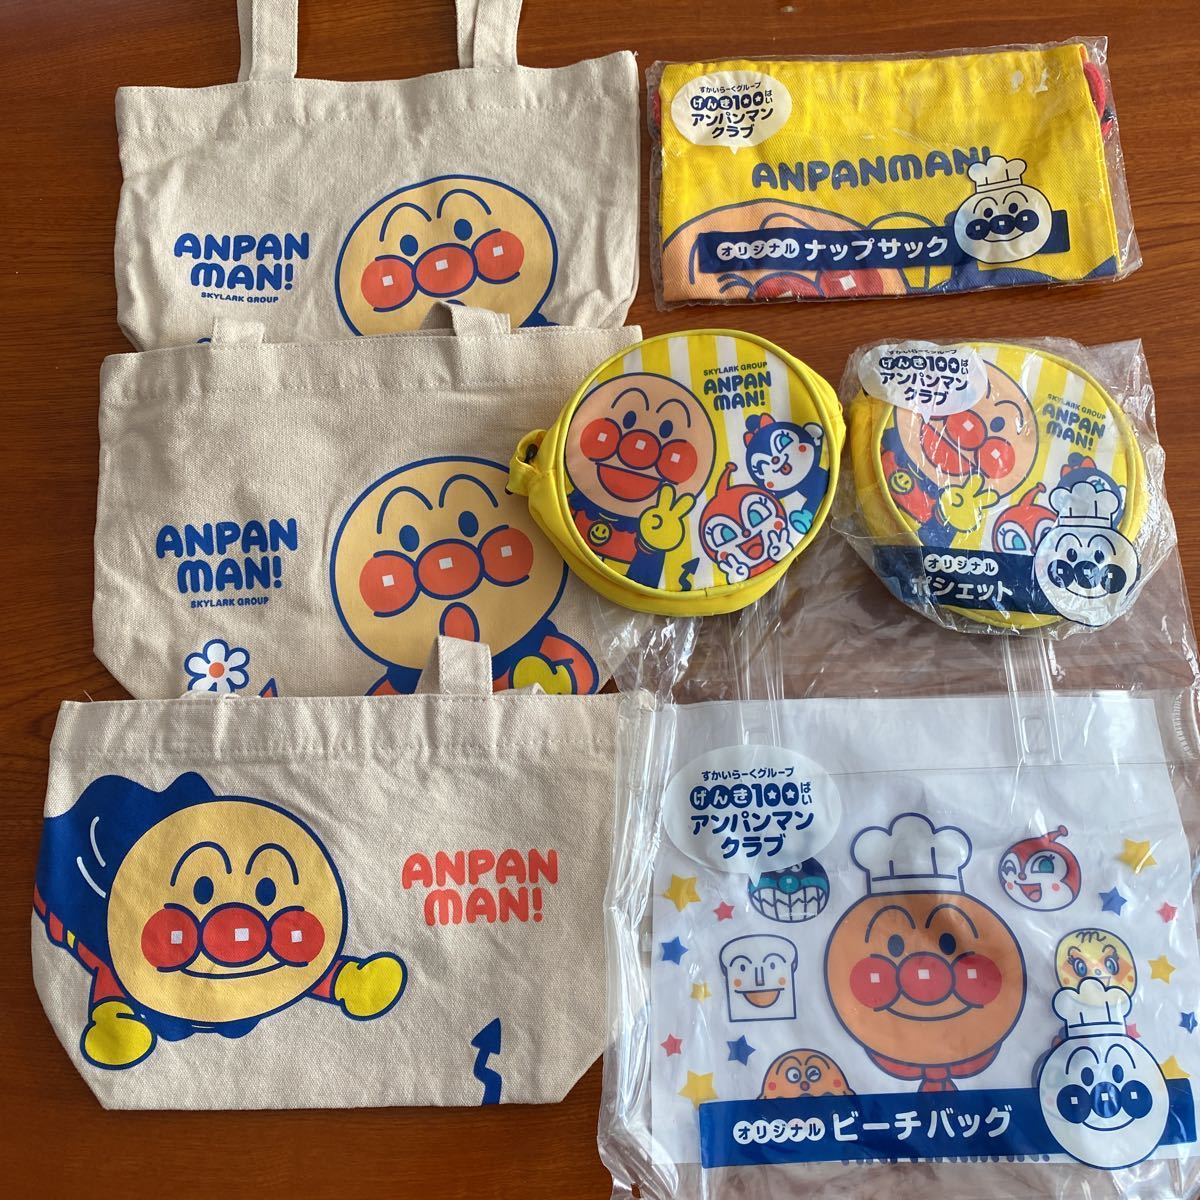 ANPAN
MAN!
SKYLARK GROUP
すかいらーくグループ
げんき100ぱい
アンパンマン
クラブ
ANPANMAN!
オリジナル ナップサック
ANPAN
MAN!
SKYLARK GROUP
SKYLARK GROUP
ANPAN
MAN!
すかいらーくグループ
げんき100ぱい
アンパンマン
クラブ
SKYLARK GROUP
ANPAN
MAN!
オリジナル
ポシェット
ANPAN
MAN!
すかいらーくグループ
げんき100ぱい
アンパンマン
クラブ
オリジナル ビーチバッグ